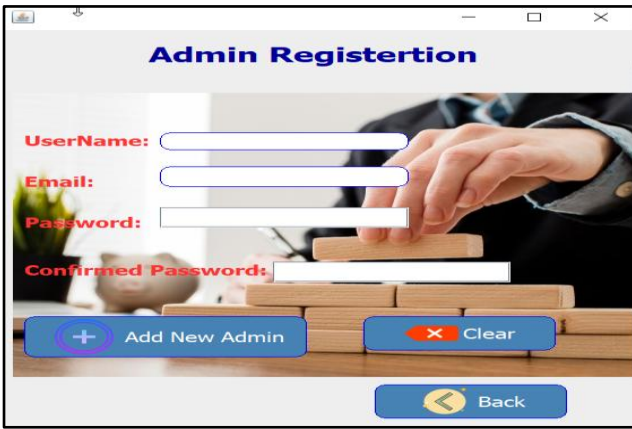 Admin Registertion
UserName:
Email:
Password:
Confirmed Password:
Add New Admin
Clear
Back